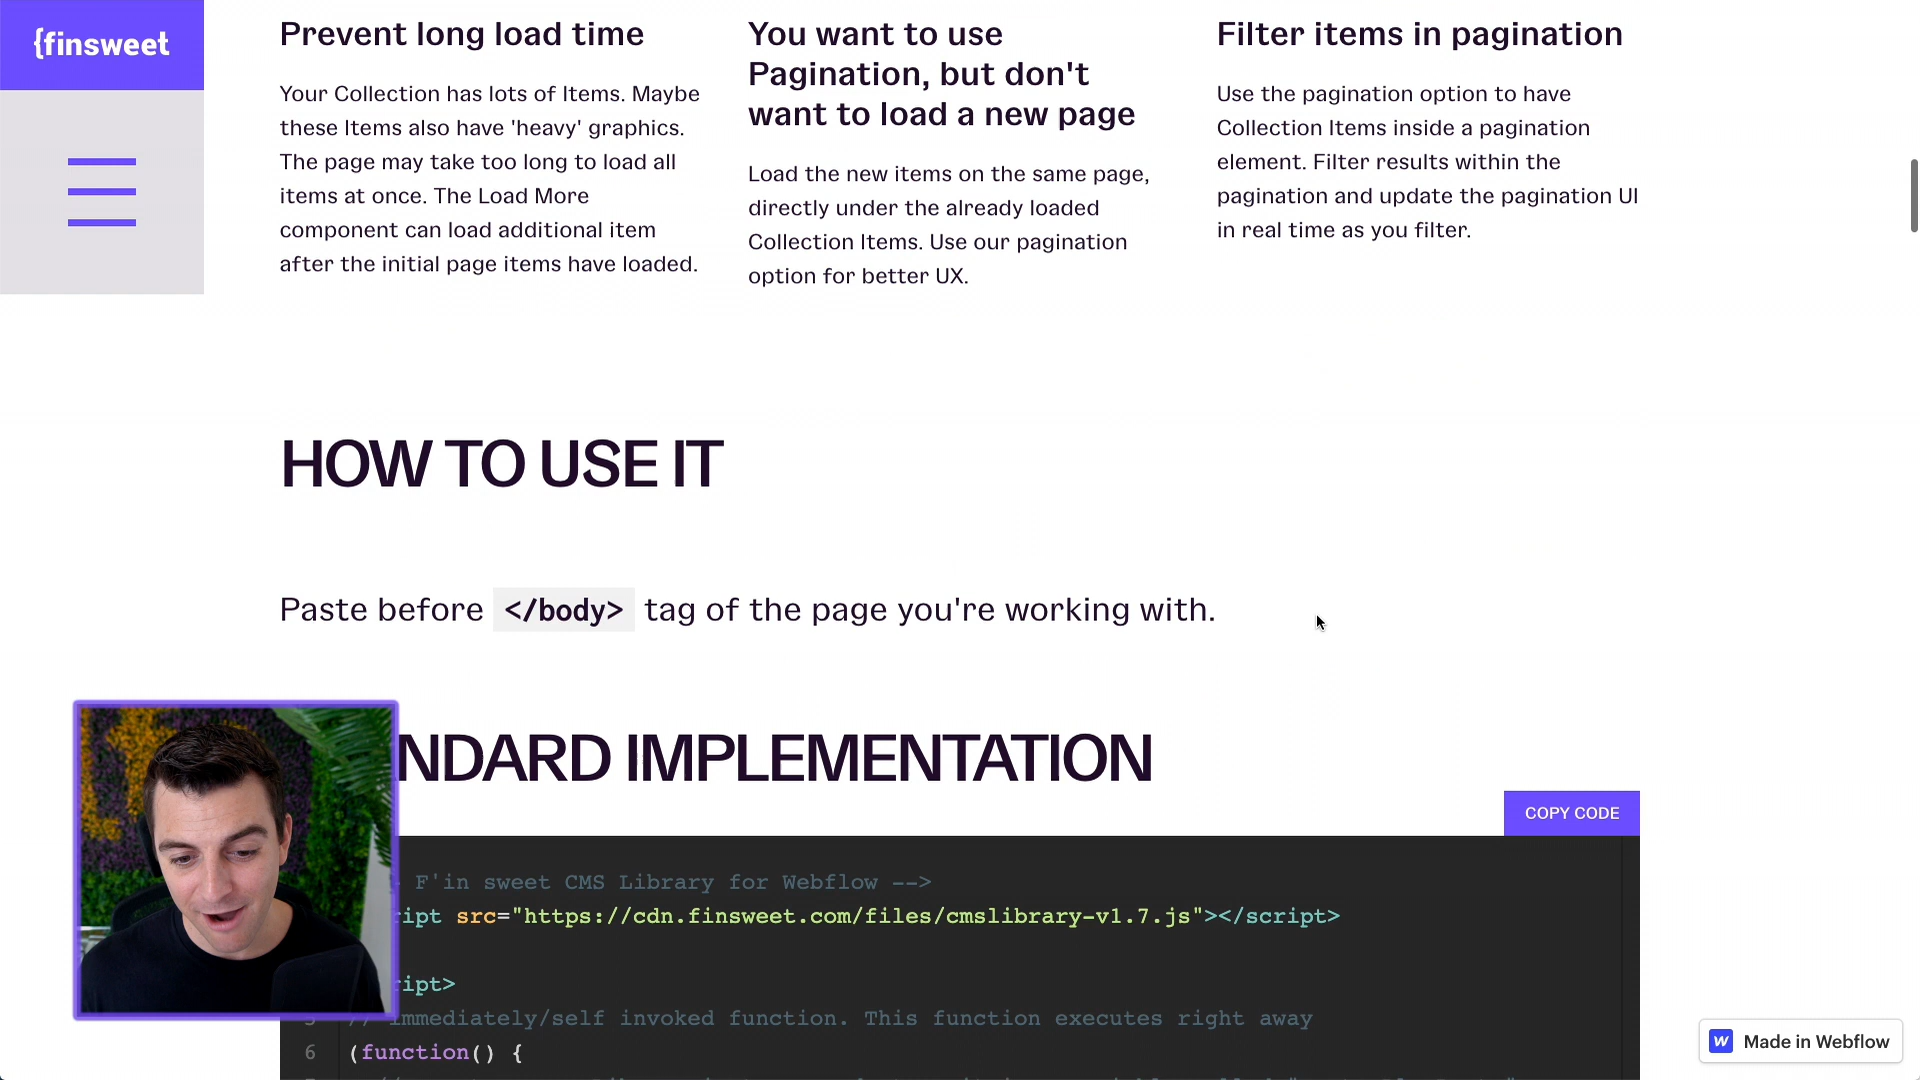 {finsweet
Prevent long load time
Your Collection has lots of Items. Maybe
these Items also have 'heavy' graphics.
The page may take too long to load all
items at once. The Load More
component can load additional item
after the initial page items have loaded.
You want to use
Pagination, but don't
want to load a new page
Load the new items on the same page,
directly under the already loaded
Collection Items. Use our pagination
option for better UX.
Filter items in pagination
Use the pagination option to have
Collection Items inside a pagination
element. Filter results within the
pagination and update the pagination UI
in real time as you filter.
HOW TO USE IT
Paste before </body> tag of the page you're working with.
NDARD IMPLEMENTATION
COPY CODE
F'in sweet CMS Library for Webflow -->
ript src="https://cdn.finsweet.com/files/cmslibrary-v1.7.js"></script>
ript>
// immediately/self invoked function. This function executes right away
6 (function() {
W Made in Webflow